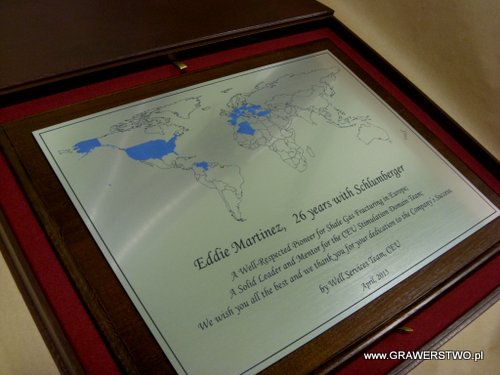 Eddie Martinez, 26 years with Schlumberger
A Well-Respected Pioneer for Shale Gas Fracturing in Europe;
A Solid Leader and Mentor for the CEU Stimulation Domain Team;
We wish you all the best and we thank you for your dedication to the Company's Success
by Well Services Team, CEU
April, 2013
www.GRAWERSTWO.pl